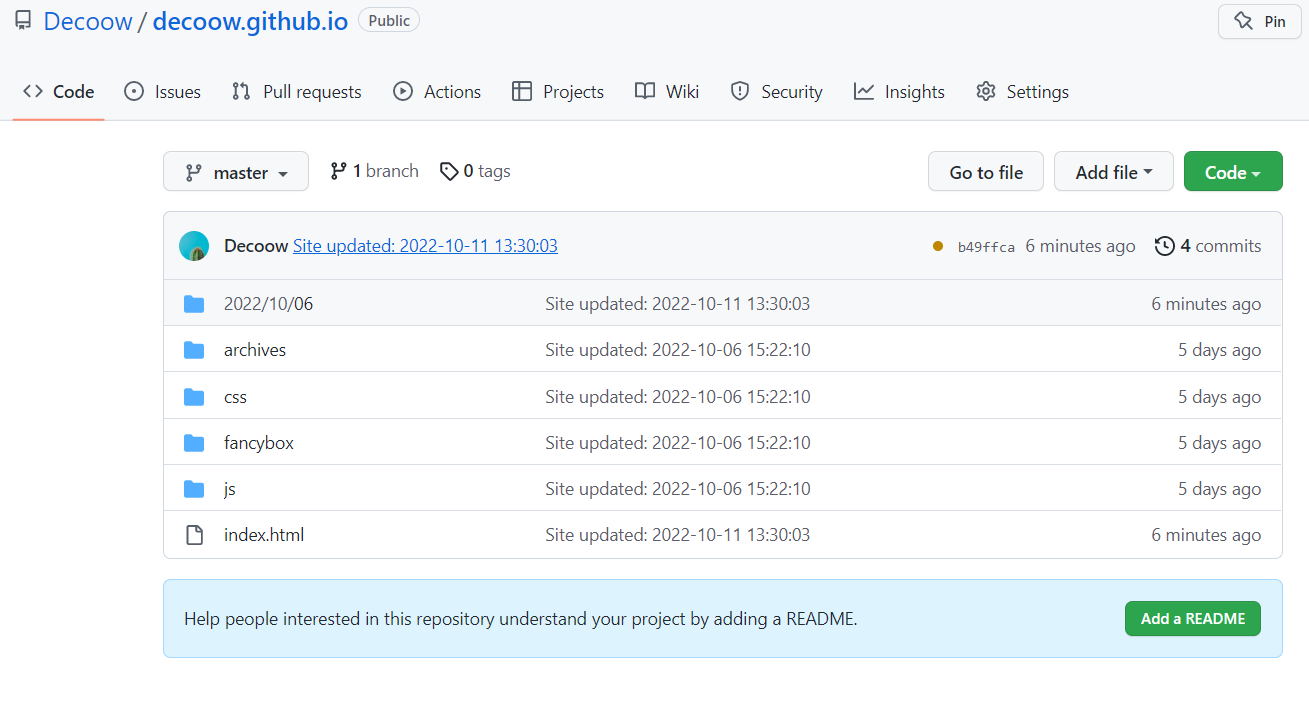 Decoow / decoow.github.io Public Pin
Code Issues Pull requests Actions Projects Wiki Security Insights Settings
master 1 branch 0 tags Go to file Add file Code
Decoow Site updated: 2022-10-11 13:30:03 b49ffca 6 minutes ago 4 commits
2022/10/06 Site updated: 2022-10-11 13:30:03 6 minutes ago
archives Site updated: 2022-10-06 15:22:10 5 days ago
css Site updated: 2022-10-06 15:22:10 5 days ago
fancybox Site updated: 2022-10-06 15:22:10 5 days ago
js Site updated: 2022-10-06 15:22:10 5 days ago
index.html Site updated: 2022-10-11 13:30:03 6 minutes ago
Help people interested in this repository understand your project by adding a README. Add a README